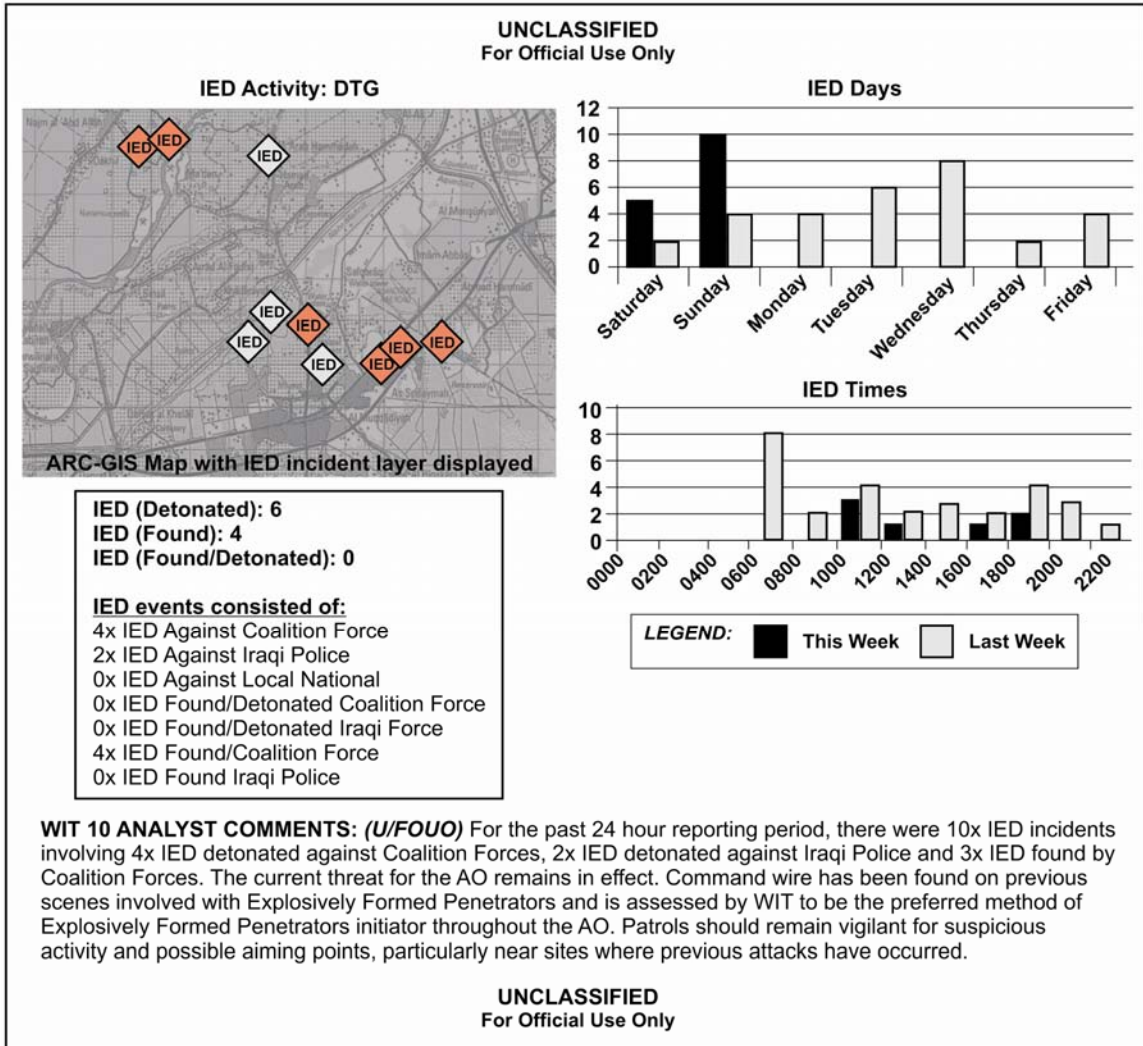 UNCLASSIFIED
For Official Use Only
IED Activity: DTG
IED
IED
IED
IED
IED
IED
IED
IED
IED
IED
ARC-GIS Map with IED incident layer displayed
IED (Detonated): 6
IED (Found): 4
IED (Found/Detonated): 0
IED events consisted of:
4x IED Against Coalition Force
2x IED Against Iraqi Police
0x IED Against Local National
0x IED Found/Detonated Coalition Force
0x IED Found/Detonated Iraqi Force
4x IED Found/Coalition Force
0x IED Found Iraqi Police
IED Days
12
10
8
6
4
2
0
Saturday
Sunday
Monday
Tuesday
Wednesday
Thursday
Friday
IED Times
10
8
6
4
2
0
0000
0200
0400
0600
0800
1000
1200
1400
1600
1800
2000
2200
LEGEND: This Week Last Week
WIT 10 ANALYST COMMENTS: (U/FOUO) For the past 24 hour reporting period, there were 10x IED incidents
involving 4x IED detonated against Coalition Forces, 2x IED detonated against Iraqi Police and 3x IED found by
Coalition Forces. The current threat for the AO remains in effect. Command wire has been found on previous
scenes involved with Explosively Formed Penetrators and is assessed by WIT to be the preferred method of
Explosively Formed Penetrators initiator throughout the AO. Patrols should remain vigilant for suspicious
activity and possible aiming points, particularly near sites where previous attacks have occurred.
UNCLASSIFIED
For Official Use Only